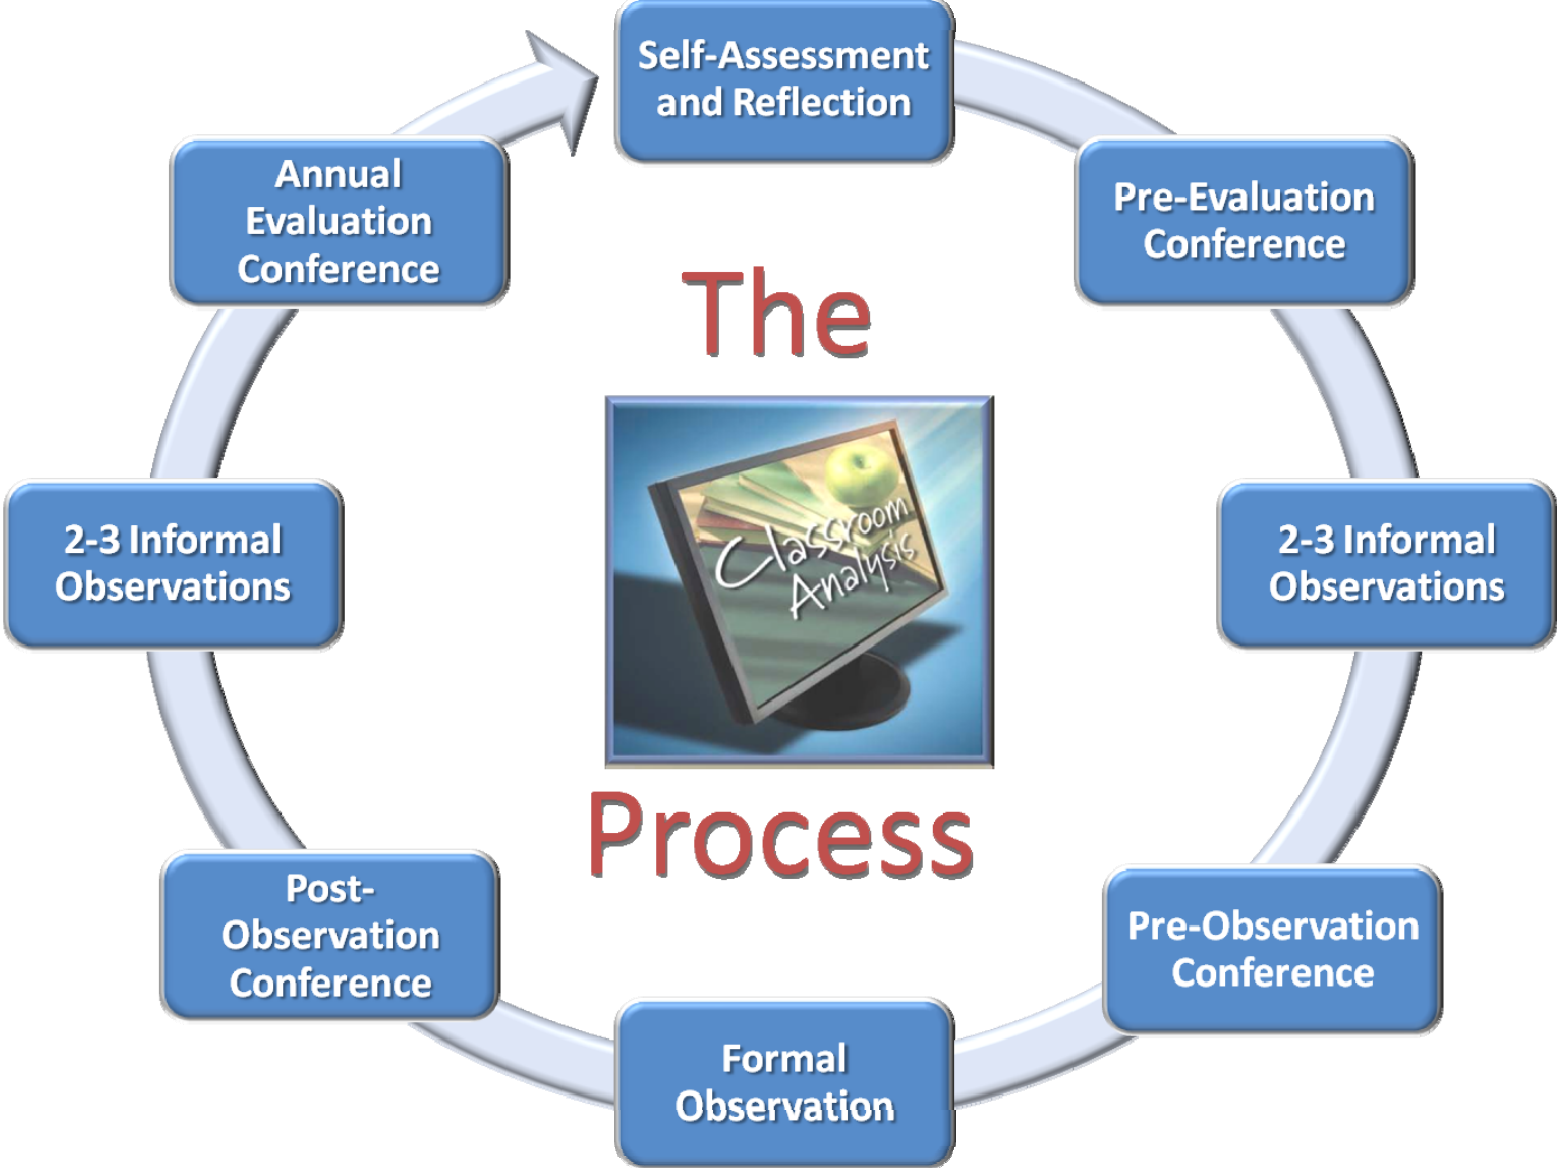 Self-Assessment
and Reflection
Pre-Evaluation
Conference
2-3 Informal
Observations
Pre-Observation
Conference
Formal
Observation
Post-
Observation
Conference
2-3 Informal
Observations
Annual
Evaluation
Conference
The
Classroom
Analysis
Process